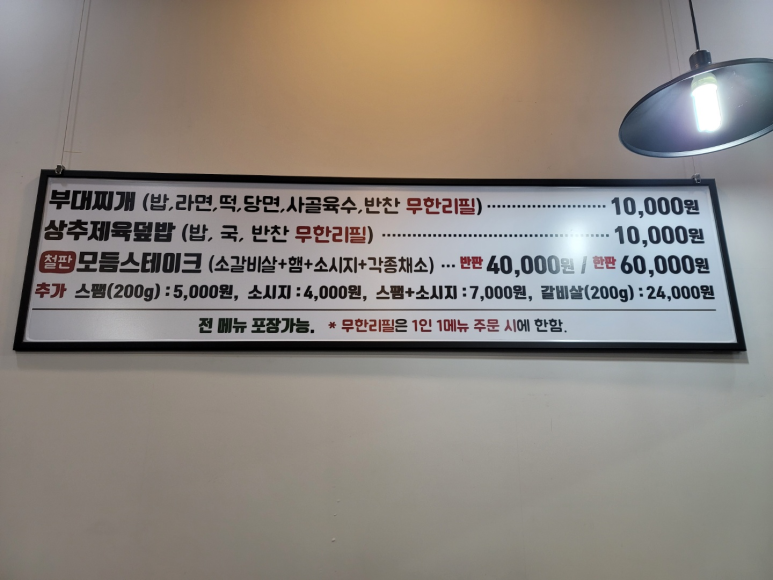 부대찌개 (밥,라면,떡,당면,사골육수,반찬 무한리필) ························ 10,000원
상추제육덮밥 (밥, 국, 반찬 무한리필) ······································ 10,000원
철판 모듬스테이크 (소갈비살+햄+소시지+각종채소) ··· 반판 40,000원 / 한판 60,000원
추가 스팸(200g) : 5,000원, 소시지 : 4,000원, 스팸+소시지 : 7,000원, 갈비살(200g) : 24,000원
전 메뉴 포장가능. * 무한리필은 1인 1메뉴 주문 시에 한함.